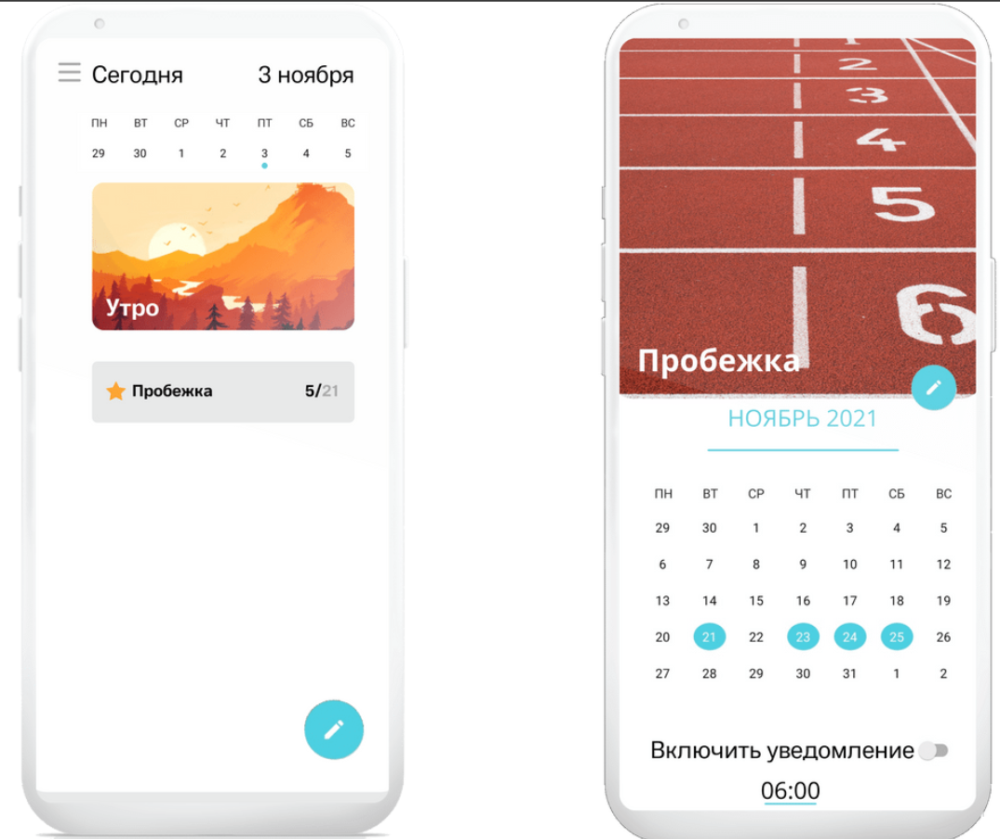 Сегодня 3 ноября
ПН ВТ СР ЧТ ПТ СБ ВС
29 30 1 2 3 4 5
Утро
Пробежка 5/21
2
3
4
5
6
Пробежка
НОЯБРЬ 2021
ПН ВТ СР ЧТ ПТ СБ ВС
29 30 1 2 3 4 5
6 7 8 9 10 11 12
13 14 15 16 17 18 19
20 21 22 23 24 25 26
27 28 29 30 31 1 2
Включить уведомление
06:00